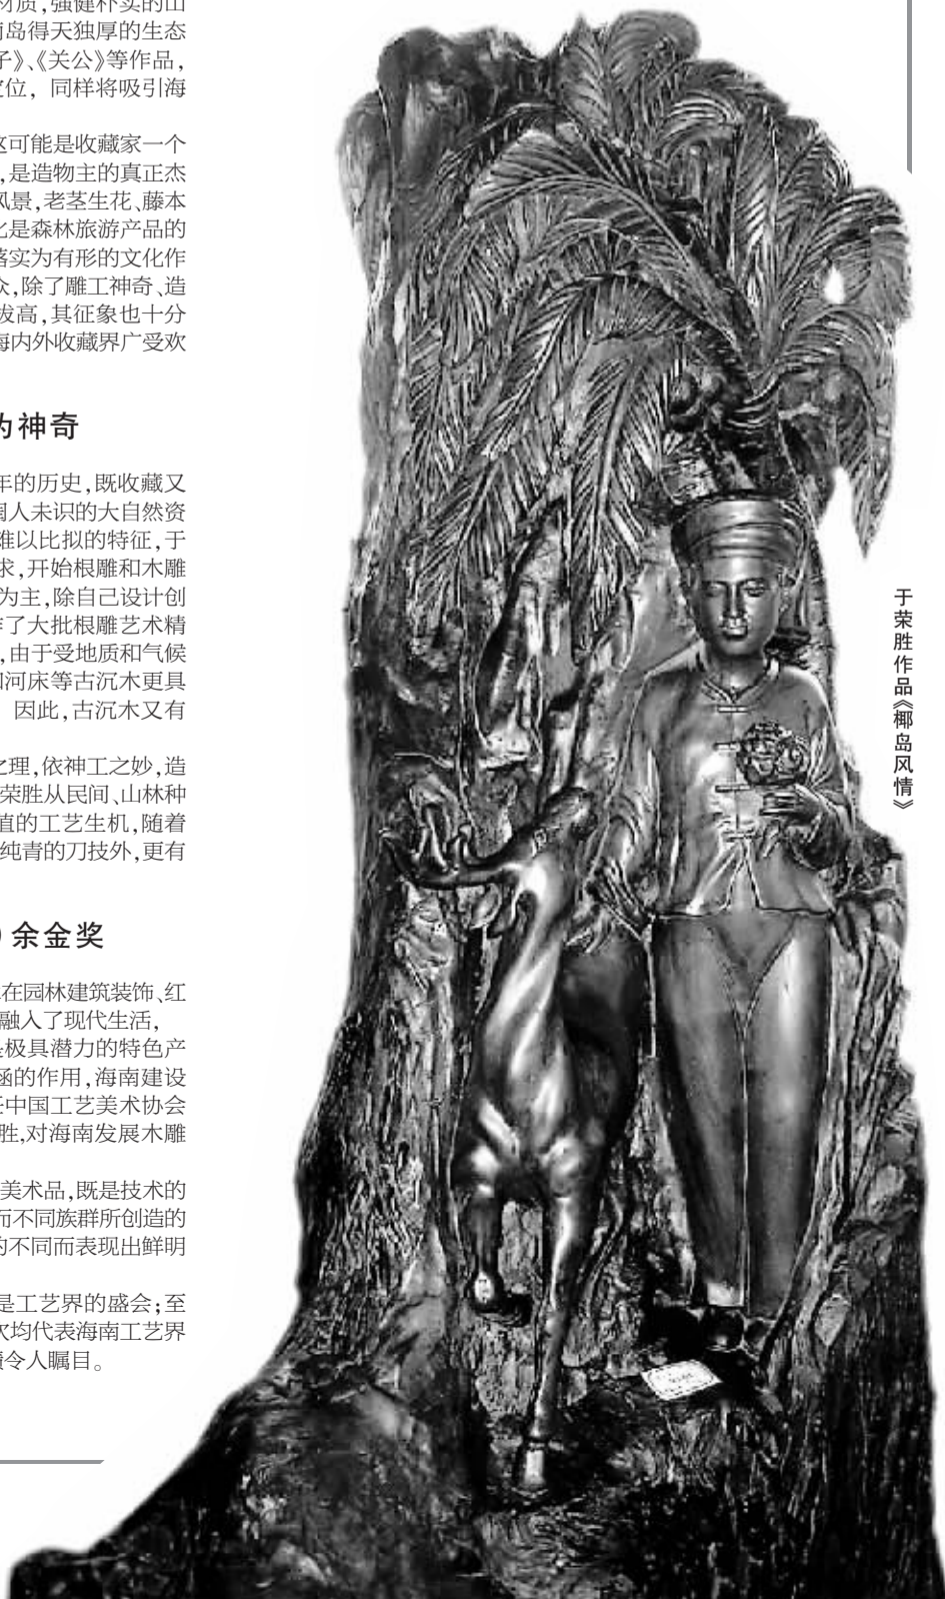 材质,强健朴实的山
南岛得天独厚的生态
子》、《关公》等作品,
定位, 同样将吸引海
这可能是收藏家一个
,是造物主的真正杰
风景,老茎生花、藤本
化是森林旅游产品的
落实为有形的文化作
众,除了雕工神奇、造
拔高,其征象也十分
海内外收藏界广受欢
为神奇
年的历史,既收藏又
阁人未识的大自然资
难以比拟的特征,于
求,开始根雕和木雕
为主,除自己设计创
作了大批根雕艺术精
,由于受地质和气候
和河床等古沉木更具
因此,古沉木又有
之理,依神工之妙,造
荣胜从民间、山林种
值的工艺生机,随着
纯青的刀技外,更有
余金奖
在园林建筑装饰、红
融入了现代生活,
是极具潜力的特色产
涵的作用,海南建设
任中国工艺美术协会
胜,对海南发展木雕
美术品,既是技术的
而不同族群所创造的
的不同而表现出鲜明
是工艺界的盛会;至
次均代表海南工艺界
绩令人瞩目。
于荣胜作品《椰岛风情》